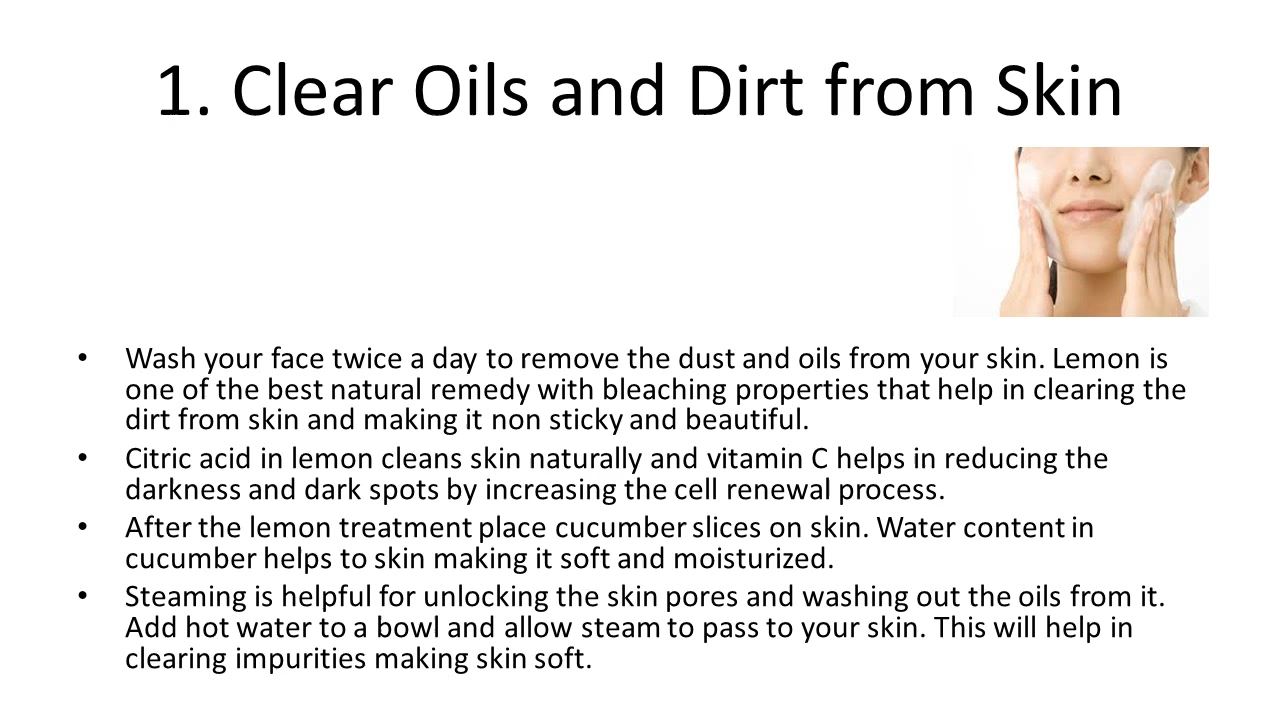 1. Clear Oils and Dirt from Skin
• Wash your face twice a day to remove the dust and oils from your skin. Lemon is
one of the best natural remedy with bleaching properties that help in clearing the
dirt from skin and making it non sticky and beautiful.
• Citric acid in lemon cleans skin naturally and vitamin C helps in reducing the
darkness and dark spots by increasing the cell renewal process.
• After the lemon treatment place cucumber slices on skin. Water content in
cucumber helps to skin making it soft and moisturized.
• Steaming is helpful for unlocking the skin pores and washing out the oils from it.
Add hot water to a bowl and allow steam to pass to your skin. This will help in
clearing impurities making skin soft.